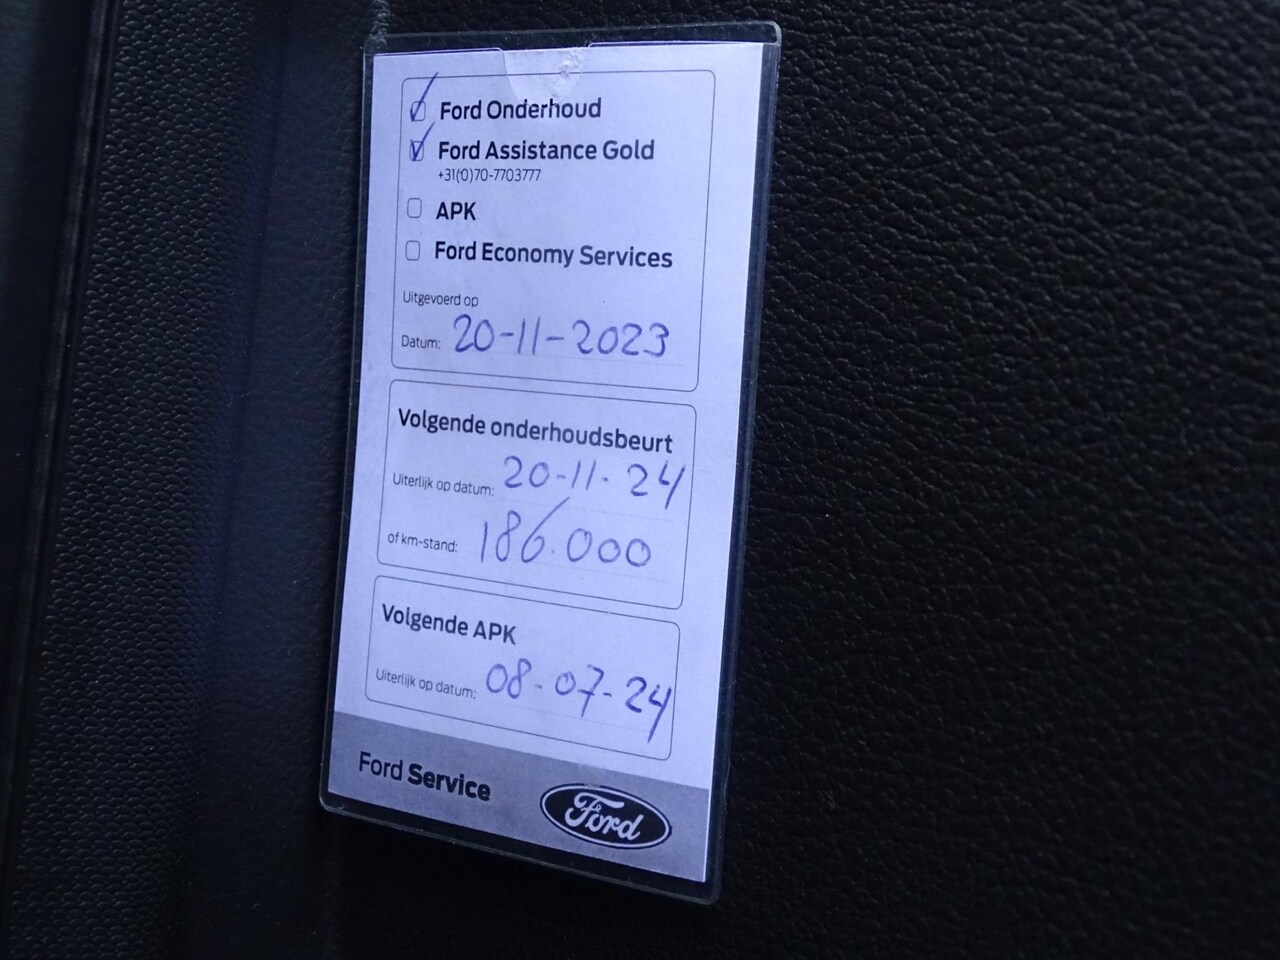 Ford Onderhoud
Ford Assistance Gold
+31(0)70-7703777
APK
Ford Economy Services
Uitgevoerd op
Datum: 20-11-2023
Volgende onderhoudsbeurt
Uiterlijk op datum: 20-11-24
of km-stand: 186.000
Volgende APK
Uiterlijk op datum: 08-07-24
Ford Service
Ford